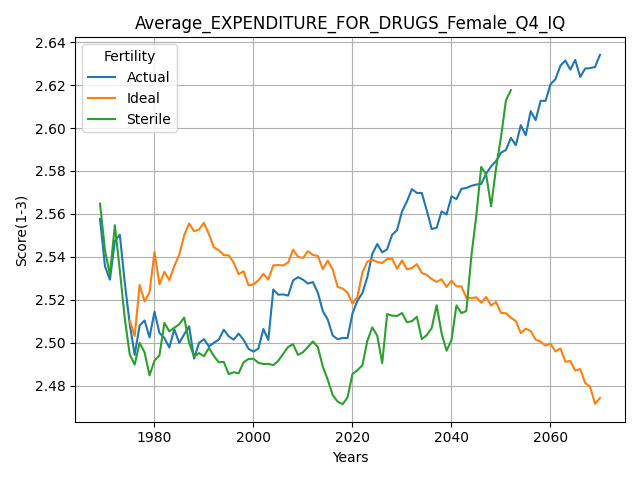 Average_EXPENDITURE_FOR_DRUGS_Female_Q4_IQ
Fertility
Actual
Ideal
Sterile
Score(1-3)
2.64
2.62
2.60
2.58
2.56
2.54
2.52
2.50
2.48
1980
2000
2020
2040
2060
Years